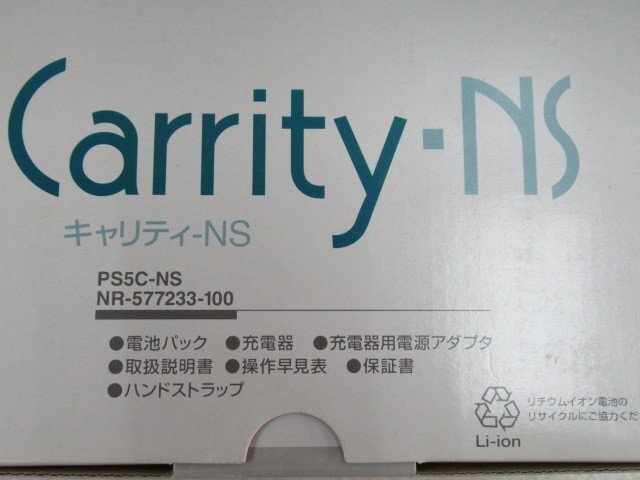 Carrity-NS
キャリティ-NS
PS5C-NS
NR-577233-100
●電池パック ●充電器 ●充電器用電源アダプタ
●取扱説明書 ●操作早見表 ●保証書
●ハンドストラップ
リチウムイオン電池の
リサイクルにご協力くだ
Li-ion